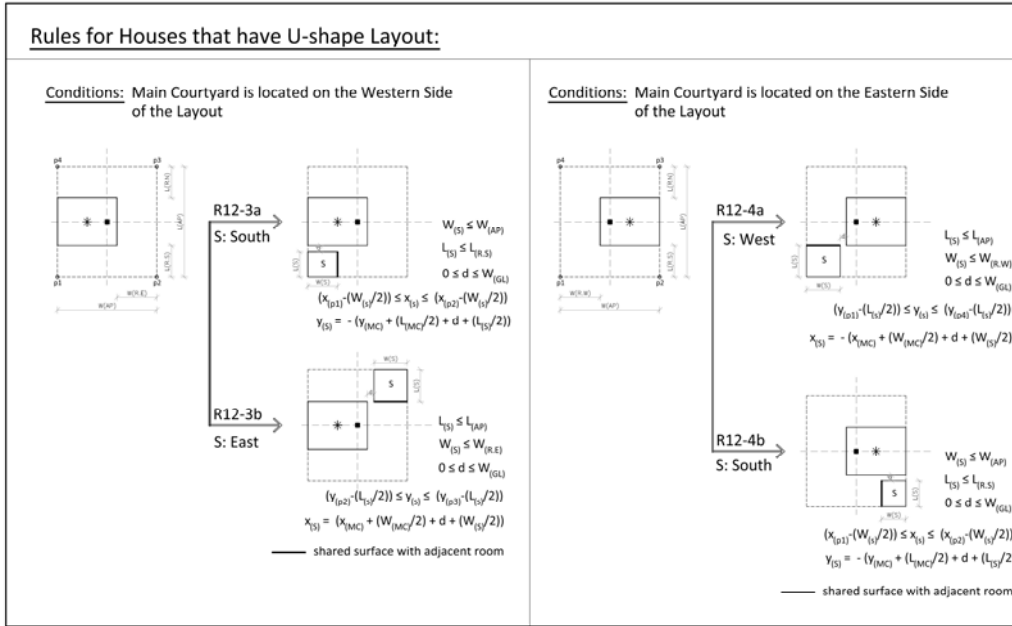 Rules for Houses that have U-shape Layout:
Conditions: Main Courtyard is located on the Western Side
of the Layout
p4
p3
L(R.N)
L(AP)
L(R.S)
p1
p2
W(R.E)
W(AP)
R12-3a
S: South
S
L(S)
W(S)
d
W(S) ≤ W(AP)
L(S) ≤ L(R.S)
0 ≤ d ≤ W(GL)
(x(p1)-(W(s)/2)) ≤ x(s) ≤ (x(p2)-(W(s)/2))
y(S) = - (y(MC) + (L(MC)/2) + d + (L(S)/2))
R12-3b
S: East
W(S)
S
L(S)
d
L(S) ≤ L(AP)
W(S) ≤ W(R.E)
0 ≤ d ≤ W(GL)
(y(p2)-(L(s)/2)) ≤ y(s) ≤ (y(p3)-(L(s)/2))
x(S) = (x(MC) + (W(MC)/2) + d + (W(S)/2))
shared surface with adjacent room
Conditions: Main Courtyard is located on the Eastern Side
of the Layout
p4
p3
L(R.N)
L(AP)
L(R.S)
p1
p2
W(R.W)
W(AP)
R12-4a
S: West
S
L(S)
W(S)
d
L(S) ≤ L(AP)
W(S) ≤ W(R.W)
0 ≤ d ≤ W(GL)
(y(p1)-(L(s)/2)) ≤ y(s) ≤ (y(p4)-(L(s)/2))
x(S) = - (x(MC) + (W(MC)/2) + d + (W(S)/2)
R12-4b
S: South
S
L(S)
W(S)
W(S) ≤ W(AP)
L(S) ≤ L(R.S)
0 ≤ d ≤ W(GL)
(x(p1)-(W(s)/2)) ≤ x(s) ≤ (x(p2)-(W(s)/2))
y(S) = - (y(MC) + (L(MC)/2) + d + (L(S)/2
shared surface with adjacent room